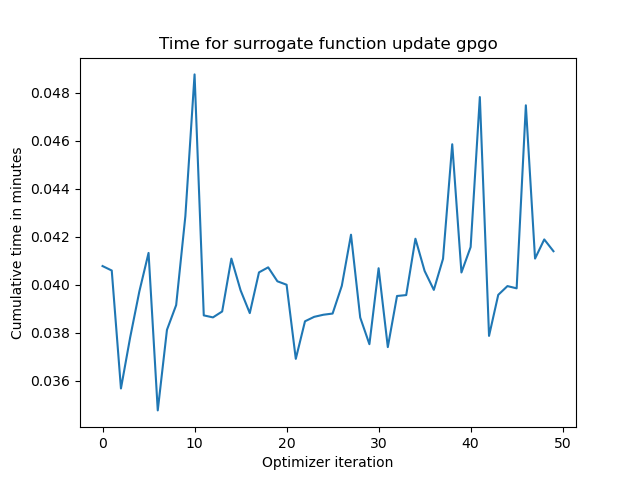 Time for surrogate function update gpgo
Cumulative time in minutes
0.048
0.046
0.044
0.042
0.040
0.038
0.036
0 10 20 30 40 50
Optimizer iteration